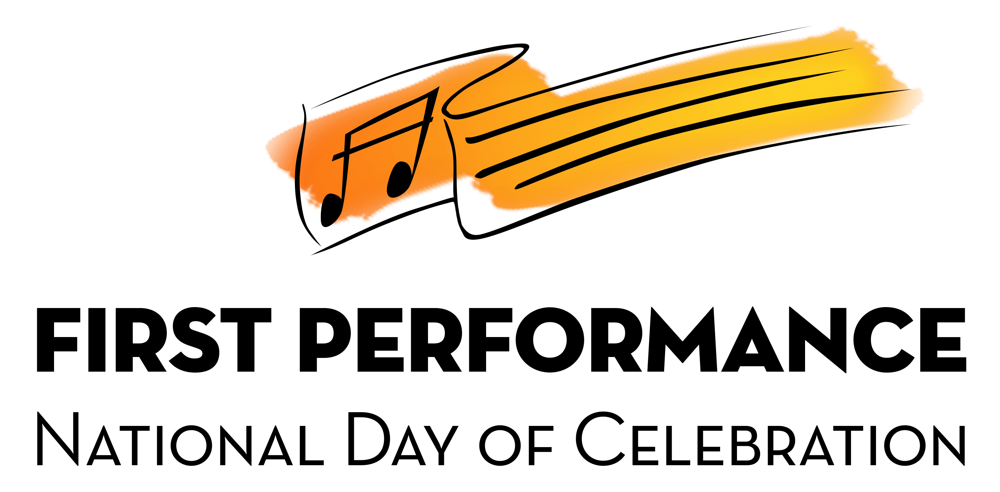 FIRST PERFORMANCE
National Day of Celebration